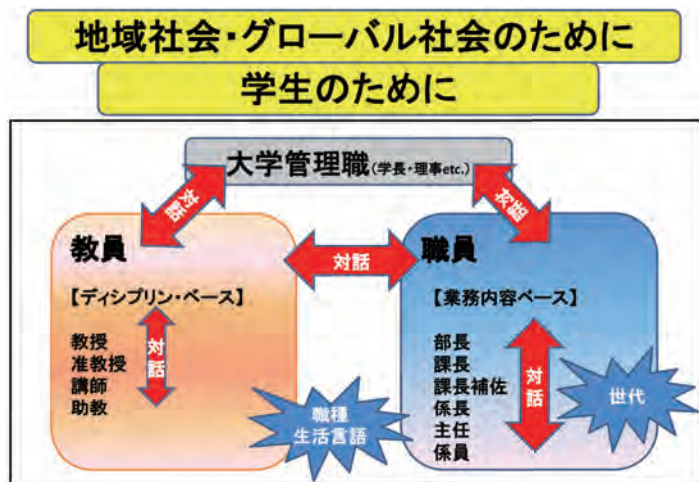 地域社会・グローバル社会のために
学生のために
大学管理職(学長・理事etc.)
対話
対話
教員
対話
職員
【ディシプリン・ベース】
【業務内容ベース】
教授
准教授
講師
助教
対話
部長
課長
課長補佐
係長
主任
係員
対話
世代
職種
生活言語